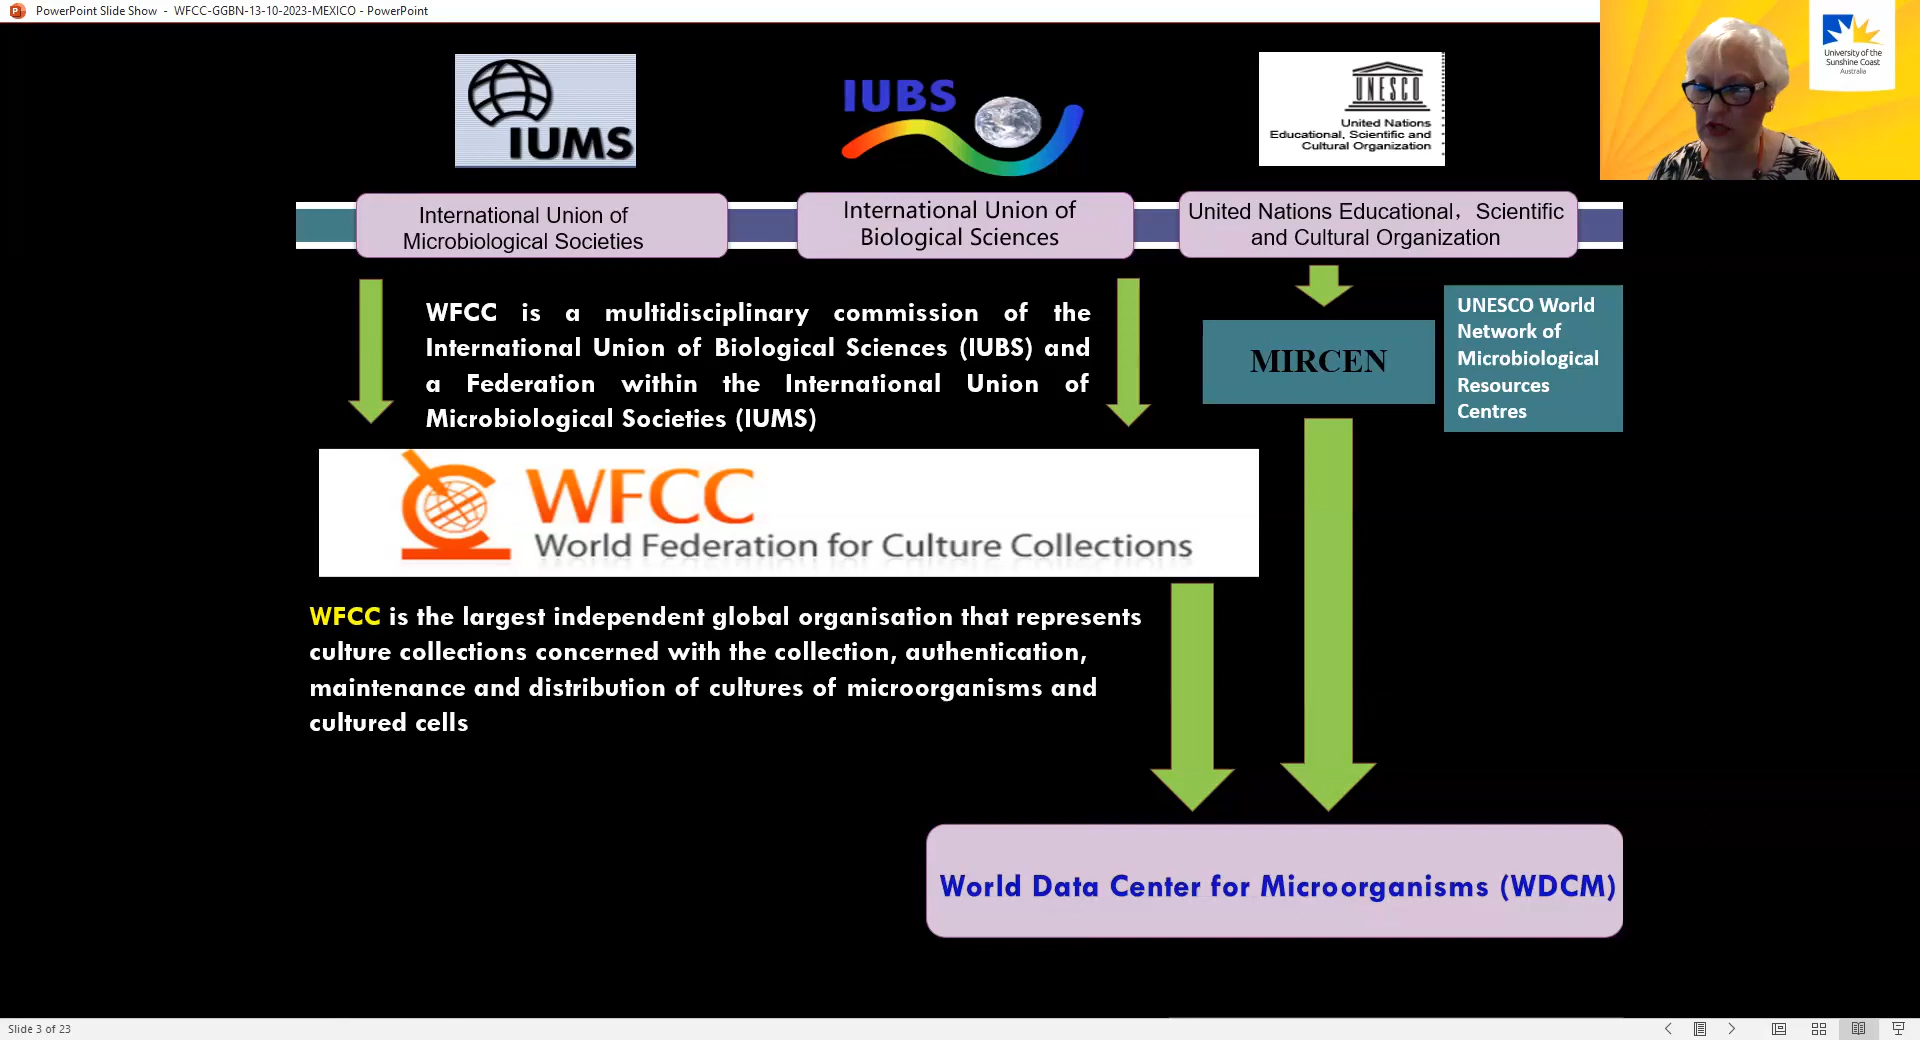 PowerPoint Slide Show - WFCC-GGBN-13-10-2023-MEXICO - PowerPoint
University of the
Sunshine Coast
Australia
IUMS
IUBS
UNESCO
United Nations
Educational, Scientific and
Cultural Organization
International Union of
Microbiological Societies
International Union of
Biological Sciences
United Nations Educational，Scientific
and Cultural Organization
WFCC is a multidisciplinary commission of the
International Union of Biological Sciences (IUBS) and
a Federation within the International Union of
Microbiological Societies (IUMS)
MIRCEN
UNESCO World
Network of
Microbiological
Resources
Centres
WFCC
World Federation for Culture Collections
WFCC is the largest independent global organisation that represents
culture collections concerned with the collection, authentication,
maintenance and distribution of cultures of microorganisms and
cultured cells
World Data Center for Microorganisms (WDCM)
Slide 3 of 23